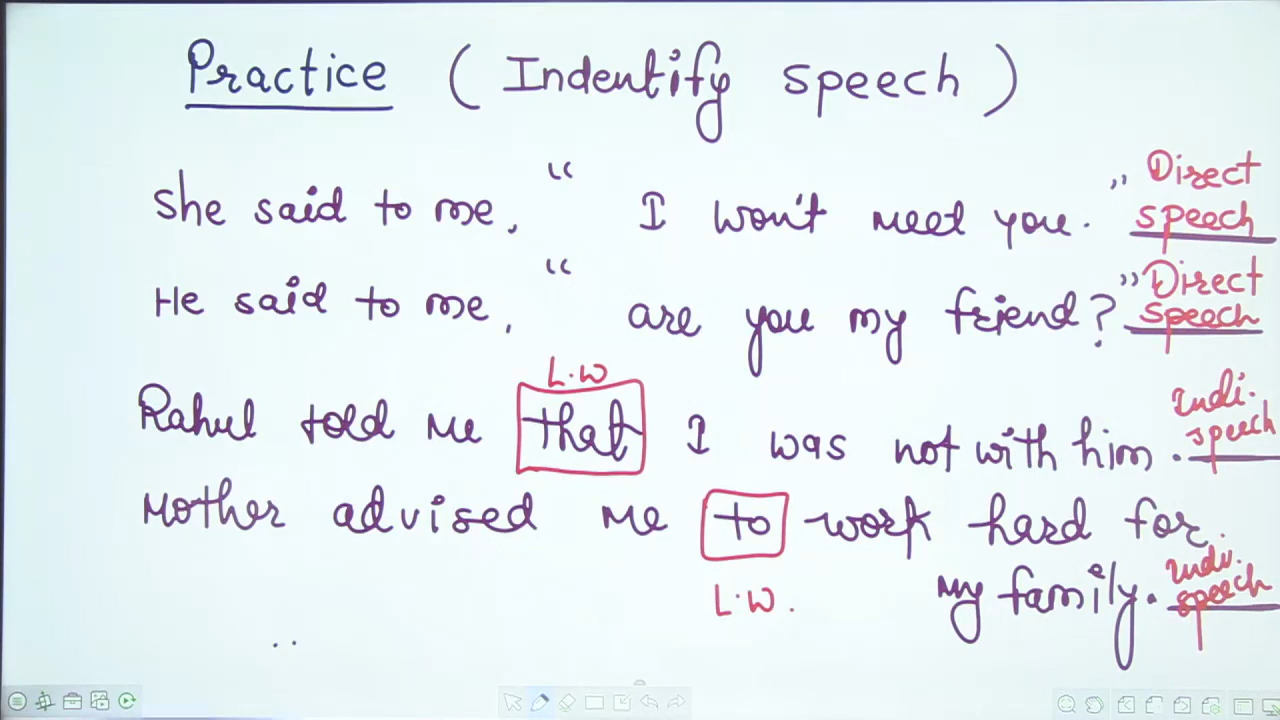 Practice ( Indentify speech )
She said to me, “ I won't meet you. ” Direct speech
He said to me, “ are you my friend? ” Direct speech
L.W
Rahul told me that I was not with him. Indi. speech
Mother advised me to work hard for
L.W. my family. Indi. speech